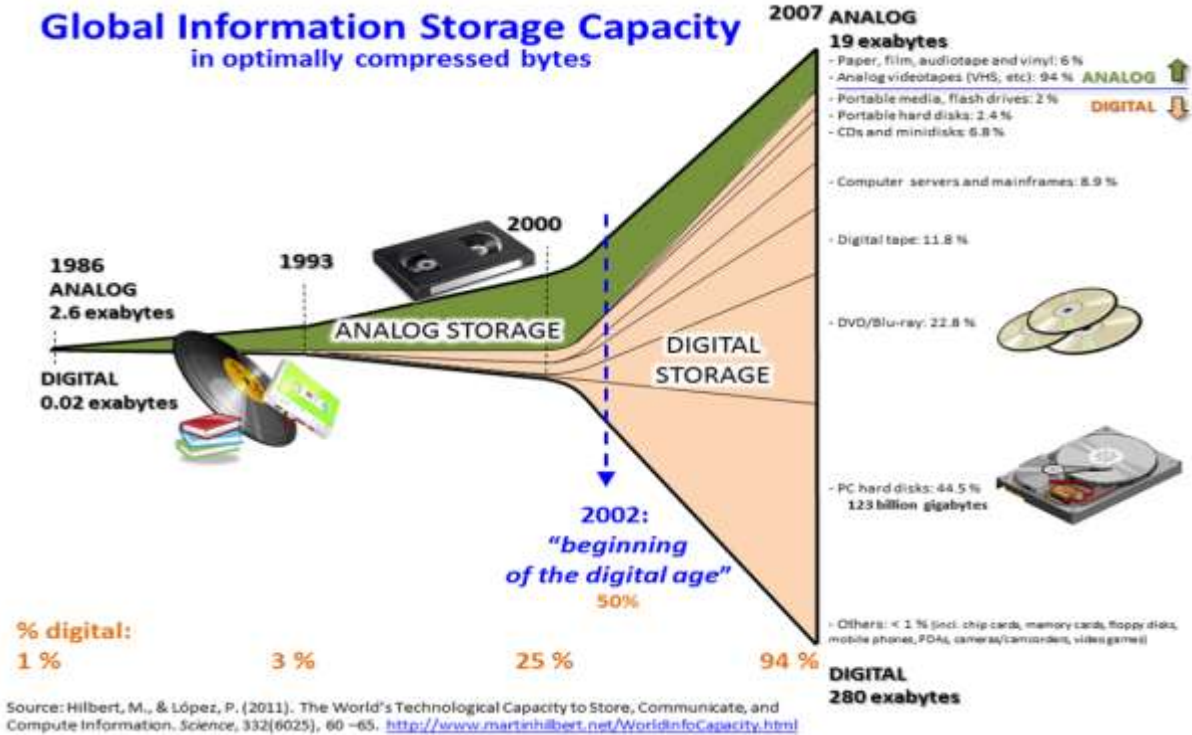 Global Information Storage Capacity
in optimally compressed bytes
2007 ANALOG
19 exabytes
- Paper, film, audiotape and vinyl: 6 %
- Analog videotapes (VHS, etc): 94 %
ANALOG
- Portable media, flash drives: 2 %
DIGITAL
- Portable hard disks: 2.4 %
- CDs and minidisks: 6.8 %
- Computer servers and mainframes: 8.9 %
- Digital tape: 11.8 %
- DVD/Blu-ray: 22.8 %
- PC hard disks: 44.5 %
123 billion gigabytes
- Others: < 1 % (incl. chip cards, memory cards, floppy disks,
mobile phones, PDAs, cameras/camcorders, video games)
DIGITAL
280 exabytes
1986
ANALOG
2.6 exabytes
DIGITAL
0.02 exabytes
1993
2000
ANALOG STORAGE
DIGITAL
STORAGE
2002:
"beginning
of the digital age"
50%
% digital:
1 %
3 %
25 %
94 %
Source: Hilbert, M., & López, P. (2011). The World's Technological Capacity to Store, Communicate, and
Compute Information. Science, 332(6025), 60 –65. http://www.martinhilbert.net/WorldInfoCapacity.html